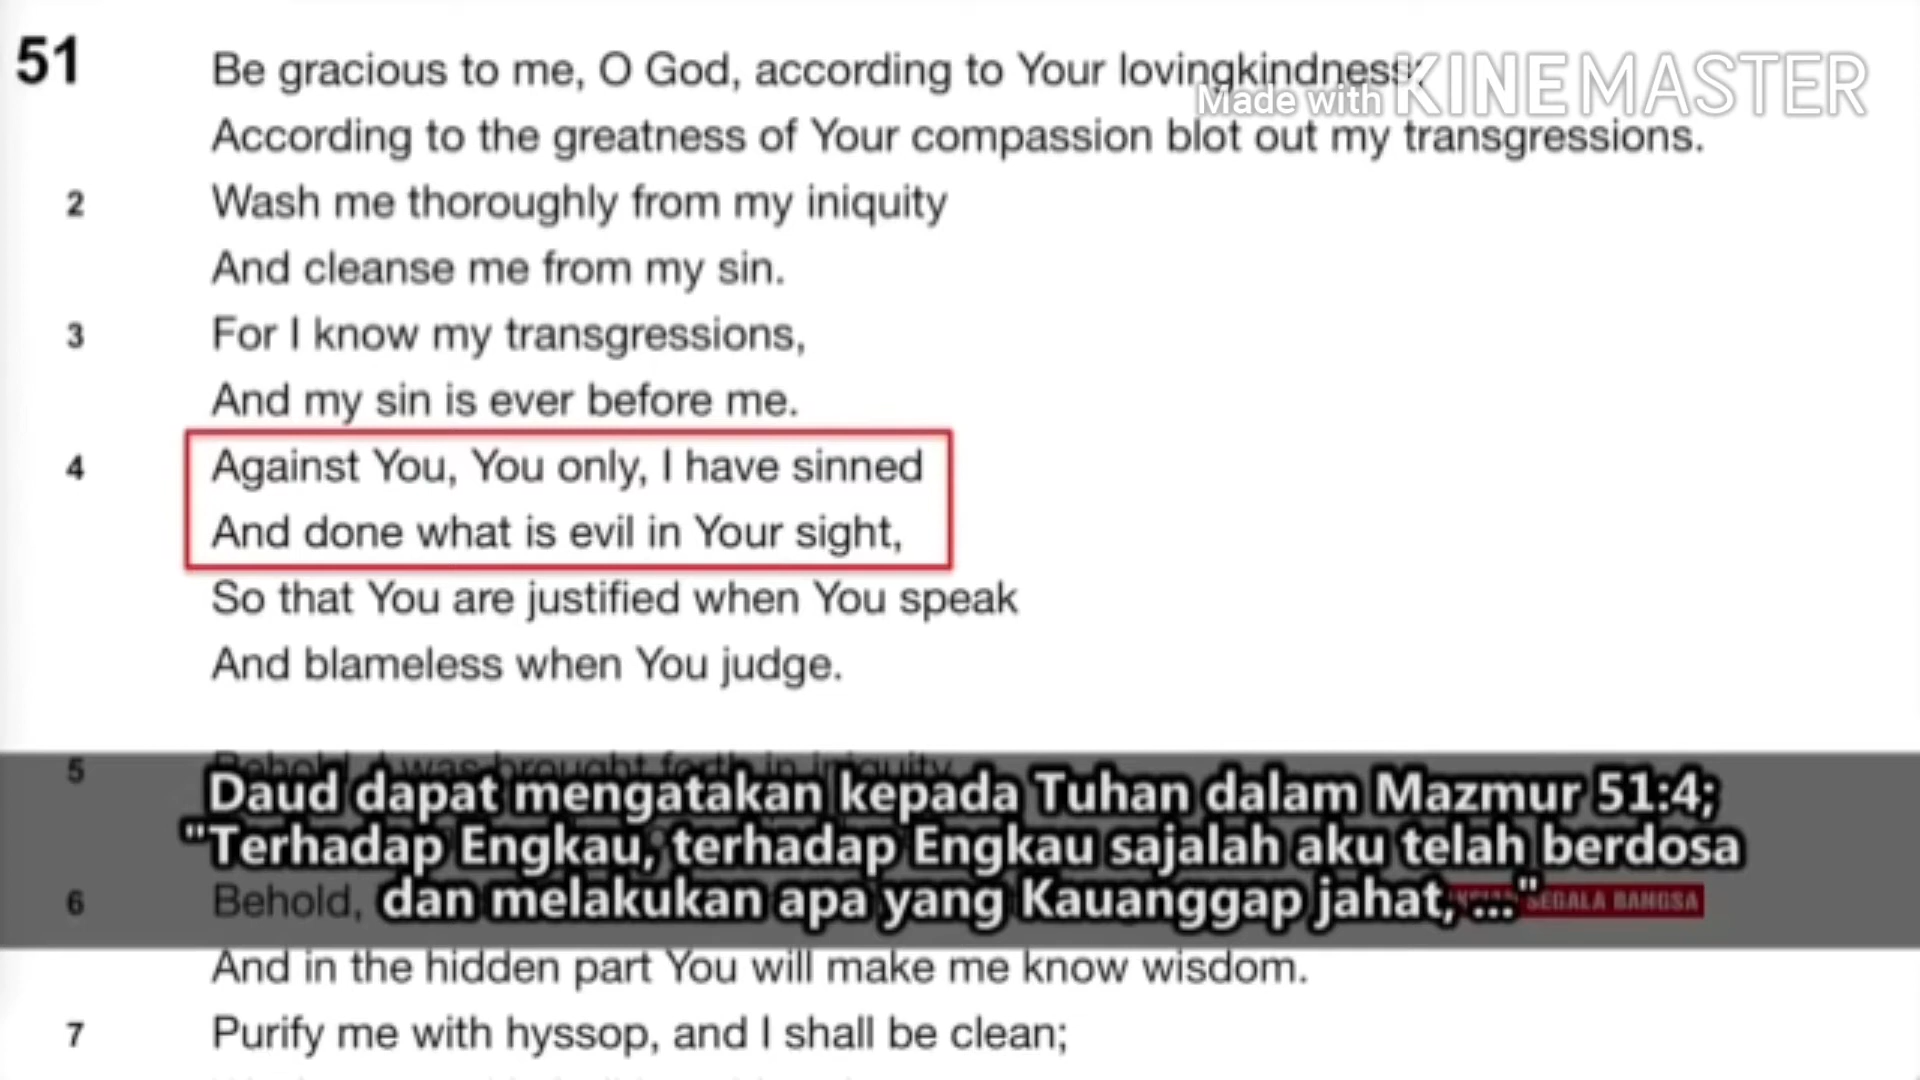 51 Be gracious to me, O God, according to Your lovingkindness;
Made with KINEMASTER
According to the greatness of Your compassion blot out my transgressions.
2 Wash me thoroughly from my iniquity
And cleanse me from my sin.
3 For I know my transgressions,
And my sin is ever before me.
4 Against You, You only, I have sinned
And done what is evil in Your sight,
So that You are justified when You speak
And blameless when You judge.
5 Behold, I was brought forth in iniquity,
Daud dapat mengatakan kepada Tuhan dalam Mazmur 51:4;
"Terhadap Engkau, terhadap Engkau sajalah aku telah berdosa
dan melakukan apa yang Kauanggap jahat, ..."
6 Behold,
SEGALA BANGSA
And in the hidden part You will make me know wisdom.
7 Purify me with hyssop, and I shall be clean;